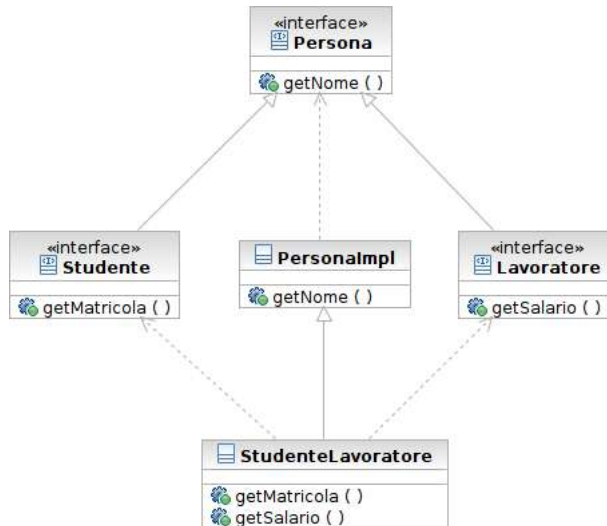 «interface»
Persona
getNome ( )
«interface»
Studente
getMatricola ( )
PersonaImpl
getNome ( )
«interface»
Lavoratore
getSalario ( )
StudenteLavoratore
getMatricola ( )
getSalario ( )